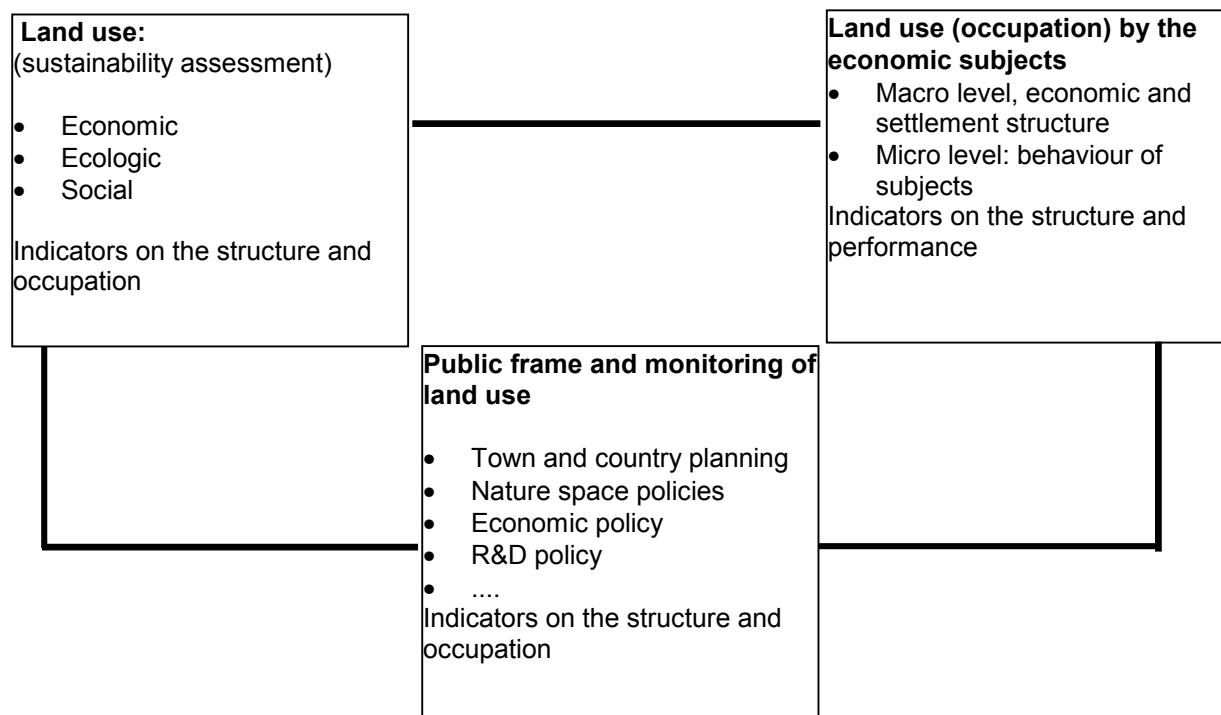 Land use:
(sustainability assessment)
• Economic
• Ecologic
• Social
Indicators on the structure and
occupation
Land use (occupation) by the
economic subjects
• Macro level, economic and
settlement structure
• Micro level: behaviour of
subjects
Indicators on the structure and
performance
Public frame and monitoring of
land use
• Town and country planning
• Nature space policies
• Economic policy
• R&D policy
• ....
Indicators on the structure and
occupation